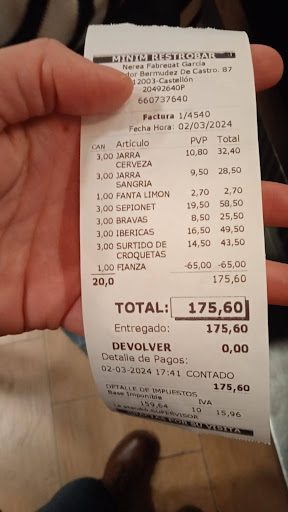 MINIM RESTROBAR
Nerea Fabregat García
dor Bermudez De Castro, 87
12003-Castellón
20492640P
660737640
Factura 1/4540
Fecha Hora: 02/03/2024
CAN Artículo PVP Total
3,00 JARRA CERVEZA 10,80 32,40
3,00 JARRA SANGRIA 9,50 28,50
1,00 FANTA LIMON 2,70 2,70
3,00 SEPIONET 19,50 58,50
3,00 BRAVAS 8,50 25,50
3,00 IBERICAS 16,50 49,50
3,00 SURTIDO DE CROQUETAS 14,50 43,50
1,00 FIANZA -65,00 -65,00
20,0 175,60
TOTAL: 175,60
Entregado: 175,60
DEVOLVER 0,00
Detalle de Pagos:
02-03-2024 17:41 CONTADO
175,60
DETALLE DE IMPUESTOS
Base Imponible IVA
159,64 10 15,96
SUPERVISOR
POR SU VISITA